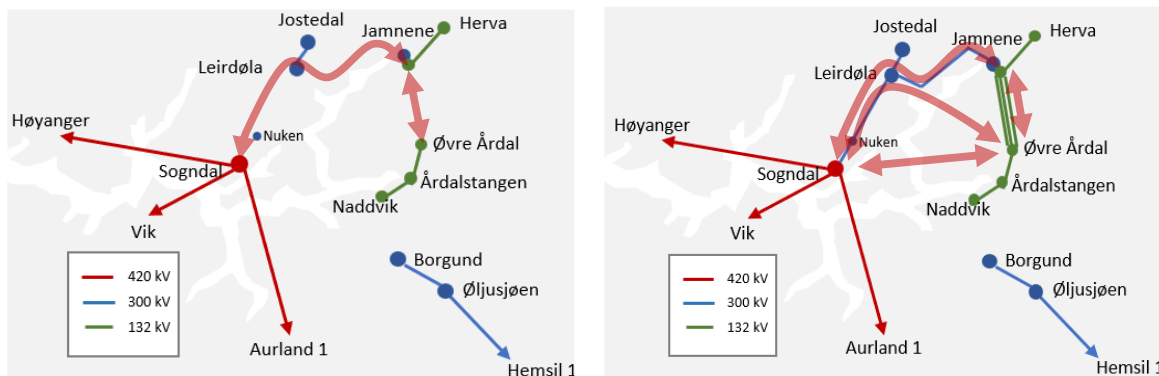 Jostedal
Jamnene
Herva
Leirdøla
Høyanger
Nuken
Øvre Årdal
Sogndal
Årdalstangen
Naddvik
Vik
Borgund
420 kV
300 kV
132 kV
Øljusjøen
Aurland 1
Hemsil 1
Jostedal
Jamnene
Herva
Leirdøla
Høyanger
Nuken
Øvre Årdal
Sogndal
Årdalstangen
Naddvik
Vik
Borgund
420 kV
300 kV
132 kV
Øljusjøen
Aurland 1
Hemsil 1